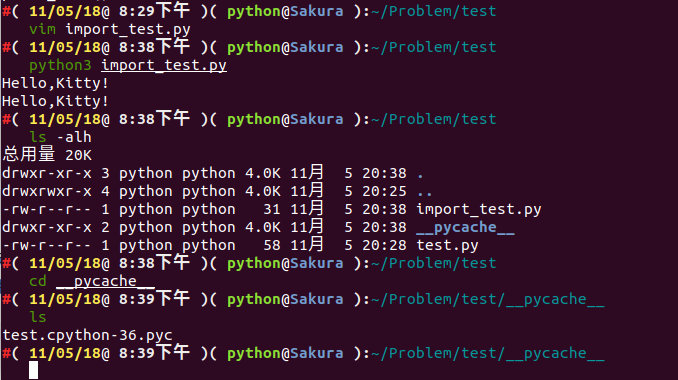 #( 11/05/18@ 8:29下午 )( python@Sakura ):~/Problem/test
vim import_test.py
#( 11/05/18@ 8:38下午 )( python@Sakura ):~/Problem/test
python3 import_test.py
Hello,Kitty!
Hello,Kitty!
#( 11/05/18@ 8:38下午 )( python@Sakura ):~/Problem/test
ls -alh
总用量 20K
drwxr-xr-x 3 python python 4.0K 11月  5 20:38 .
drwxrwxr-x 4 python python 4.0K 11月  5 20:25 ..
-rw-r--r-- 1 python python   31 11月  5 20:38 import_test.py
drwxr-xr-x 2 python python 4.0K 11月  5 20:38 __pycache__
-rw-r--r-- 1 python python   58 11月  5 20:28 test.py
#( 11/05/18@ 8:38下午 )( python@Sakura ):~/Problem/test
cd __pycache__
#( 11/05/18@ 8:39下午 )( python@Sakura ):~/Problem/test/__pycache__
ls
test.cpython-36.pyc
#( 11/05/18@ 8:39下午 )( python@Sakura ):~/Problem/test/__pycache__